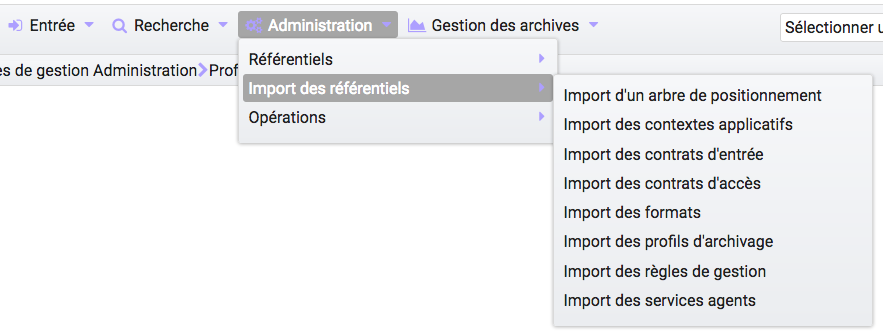 Entrée Recherche Administration Gestion des archives Sélectionner u
es de gestion Administration Prof
Référentiels
Import des référentiels
Opérations
Import d'un arbre de positionnement
Import des contextes applicatifs
Import des contrats d'entrée
Import des contrats d'accès
Import des formats
Import des profils d'archivage
Import des règles de gestion
Import des services agents